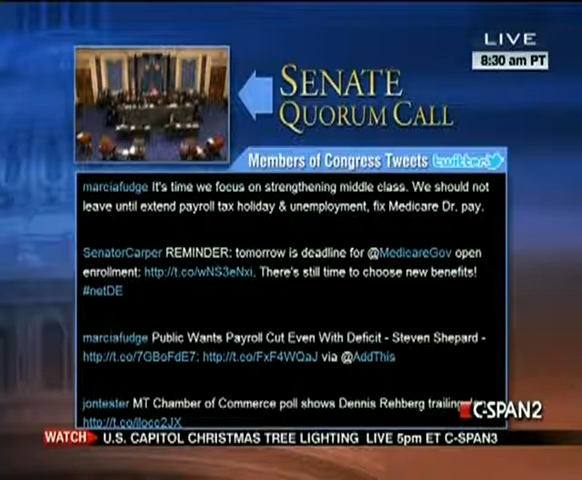 LIVE
8:30 am PT
SENATE
QUORUM CALL
Members of Congress Tweets twitter
marciafudge It's time we focus on strengthening middle class. We should not
leave until extend payroll tax holiday & unemployment, fix Medicare Dr. pay.
SenatorCarper REMINDER: tomorrow is deadline for @MedicareGov open
enrollment: http://t.co/wNS3eNxi. There's still time to choose new benefits!
#netDE
marciafudge Public Wants Payroll Cut Even With Deficit - Steven Shepard -
http://t.co/7GBoFdE7: http://t.co/FxF4WQaJ via @AddThis
jontester MT Chamber of Commerce poll shows Dennis Rehberg trailing
http://t.co/ilocc2JX
C-SPAN2
WATCH U.S. CAPITOL CHRISTMAS TREE LIGHTING LIVE 5pm ET C-SPAN3